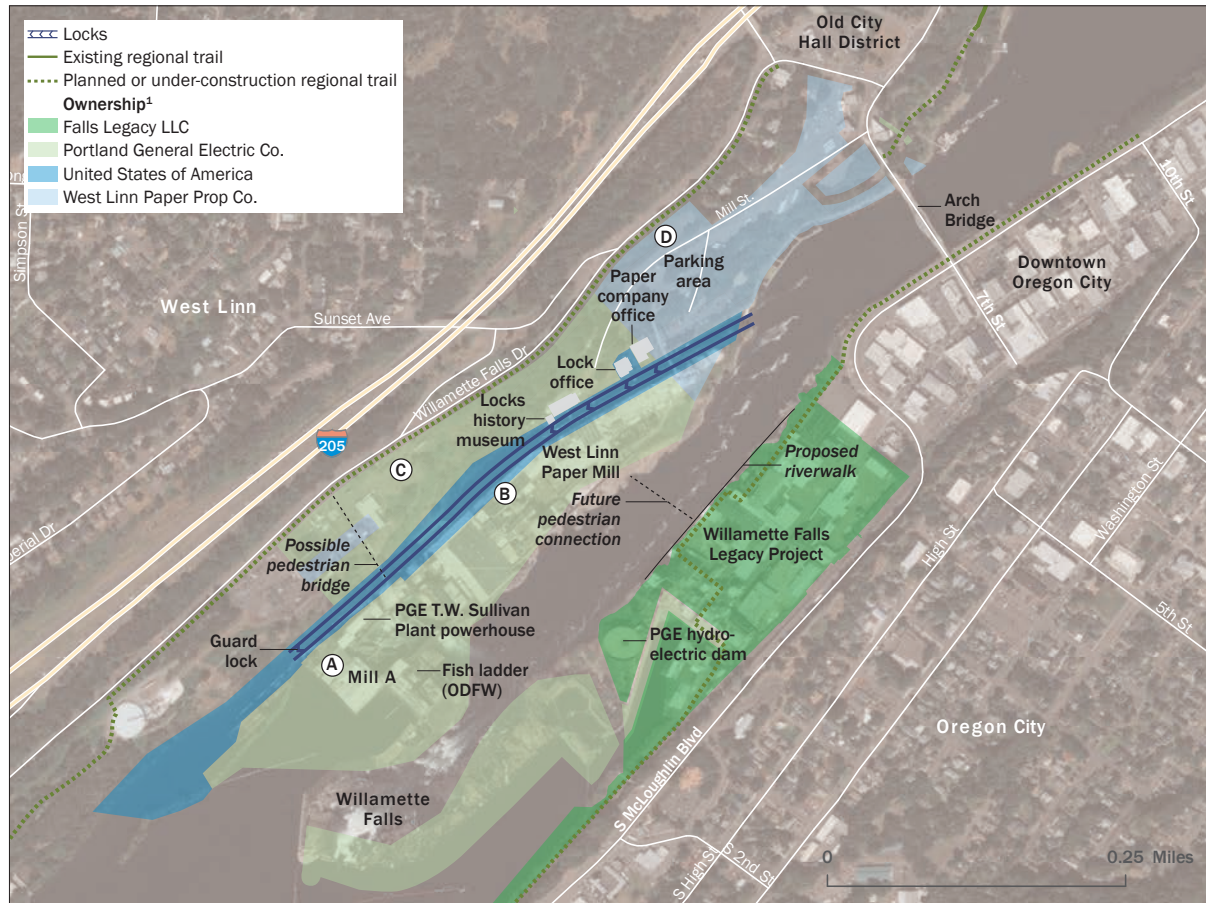 Locks
Existing regional trail
Planned or under-construction regional trail
Ownership¹
Falls Legacy LLC
Portland General Electric Co.
United States of America
West Linn Paper Prop Co.
Old City
Hall District
Simpson St
West Linn
Sunset Ave
Willamette Falls Dr
205
Mill St.
D
Parking
area
Paper
company
office
Lock
office
Locks
history
museum
Arch
Bridge
10th St
Downtown
Oregon City
7th St
C
B
West Linn
Paper Mill
Future
pedestrian
connection
Proposed
riverwalk
Willamette Falls
Legacy Project
High St
Washington St
5th St
Possible
pedestrian
bridge
PGE T.W. Sullivan
Plant powerhouse
Guard
lock
A
Mill A
Fish ladder
(ODFW)
PGE hydro-
electric dam
Oregon City
Willamette
Falls
S McLoughlin Blvd
S High St
S 2nd St
0
0.25 Miles